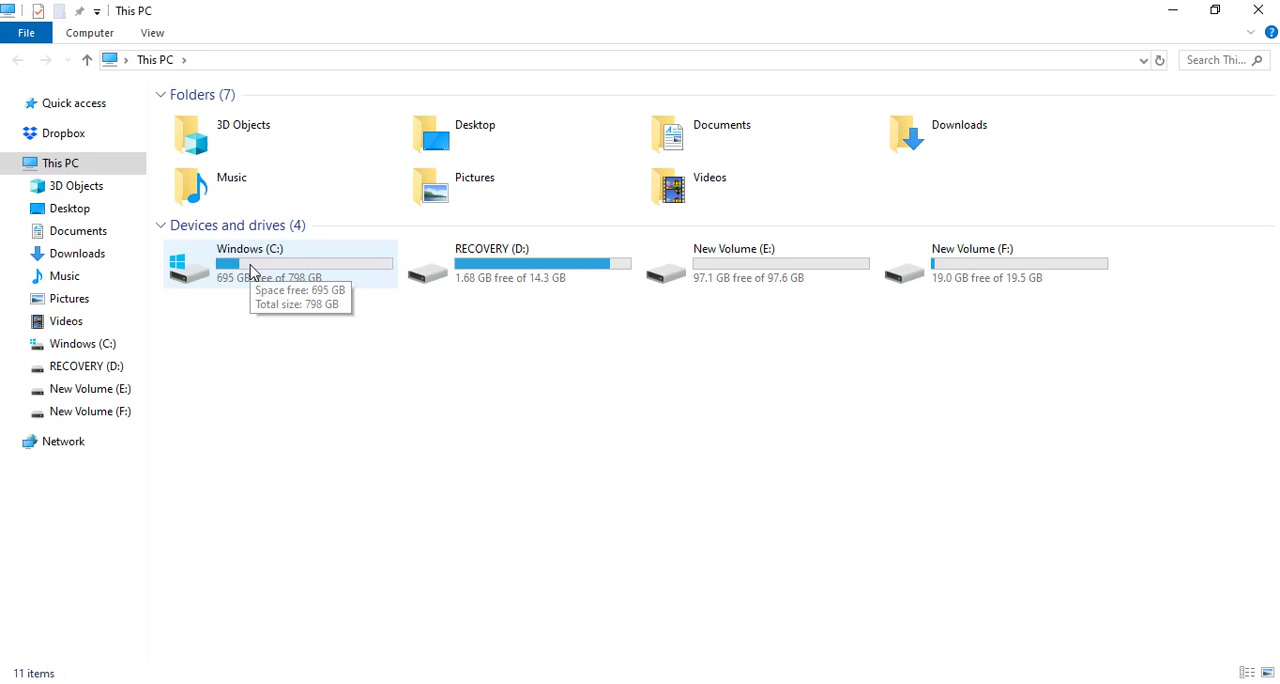 This PC
File
Computer
View
This PC
Search Thi...
Quick access
Dropbox
This PC
3D Objects
Desktop
Documents
Downloads
Music
Pictures
Videos
Windows (C:)
RECOVERY (D:)
New Volume (E:)
New Volume (F:)
Network
Folders (7)
3D Objects
Desktop
Documents
Downloads
Music
Pictures
Videos
Devices and drives (4)
Windows (C:)
695 GB free of 798 GB
Space free: 695 GB
Total size: 798 GB
RECOVERY (D:)
1.68 GB free of 14.3 GB
New Volume (E:)
97.1 GB free of 97.6 GB
New Volume (F:)
19.0 GB free of 19.5 GB
11 items